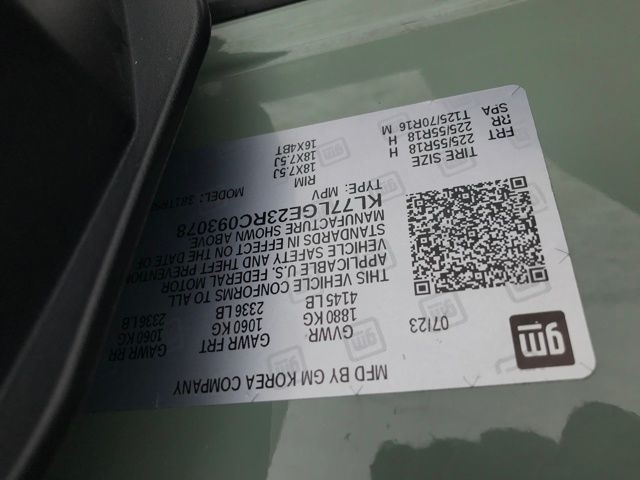 MFD BY GM KOREA COMPANY
gm
07/23
GVWR GAWR FRT GAWR RR
1880 KG 1060 KG 1060 KG
4145 LB 2336 LB 2336 LB
THIS VEHICLE CONFORMS TO ALL
APPLICABLE U.S. FEDERAL MOTOR
VEHICLE SAFETY AND THEFT PREVENTION
STANDARDS IN EFFECT ON THE DATE OF
MANUFACTURE SHOWN ABOVE.
KL77LGE23RC093078
TYPE: MPV MODEL:
TIRE SIZE RIM
FRT 225/55R18 H 18X7.5J
RR 225/55R18 H 18X7.5J
SPA T125/70R16 M 16X4BT